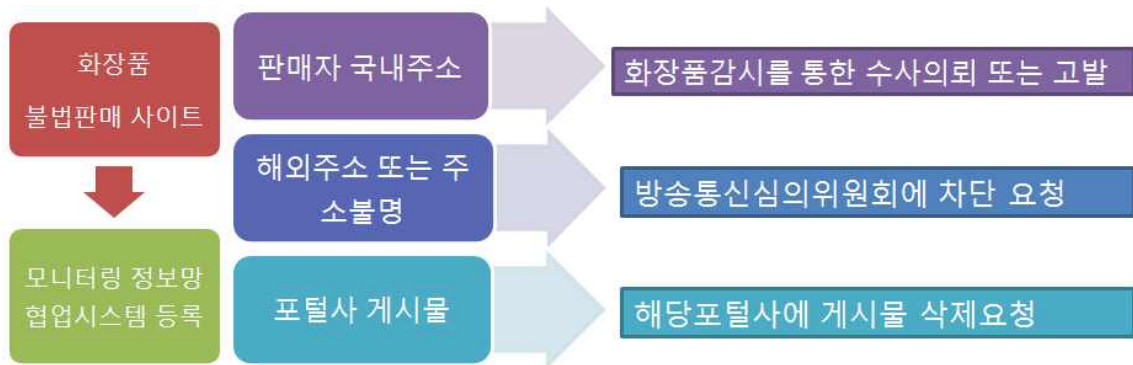 화장품
불법판매 사이트
모니터링 정보망
협업시스템 등록
판매자 국내주소
화장품감시를 통한 수사의뢰 또는 고발
해외주소 또는 주
소불명
방송통신심의위원회에 차단 요청
포털사 게시물
해당포털사에 게시물 삭제요청